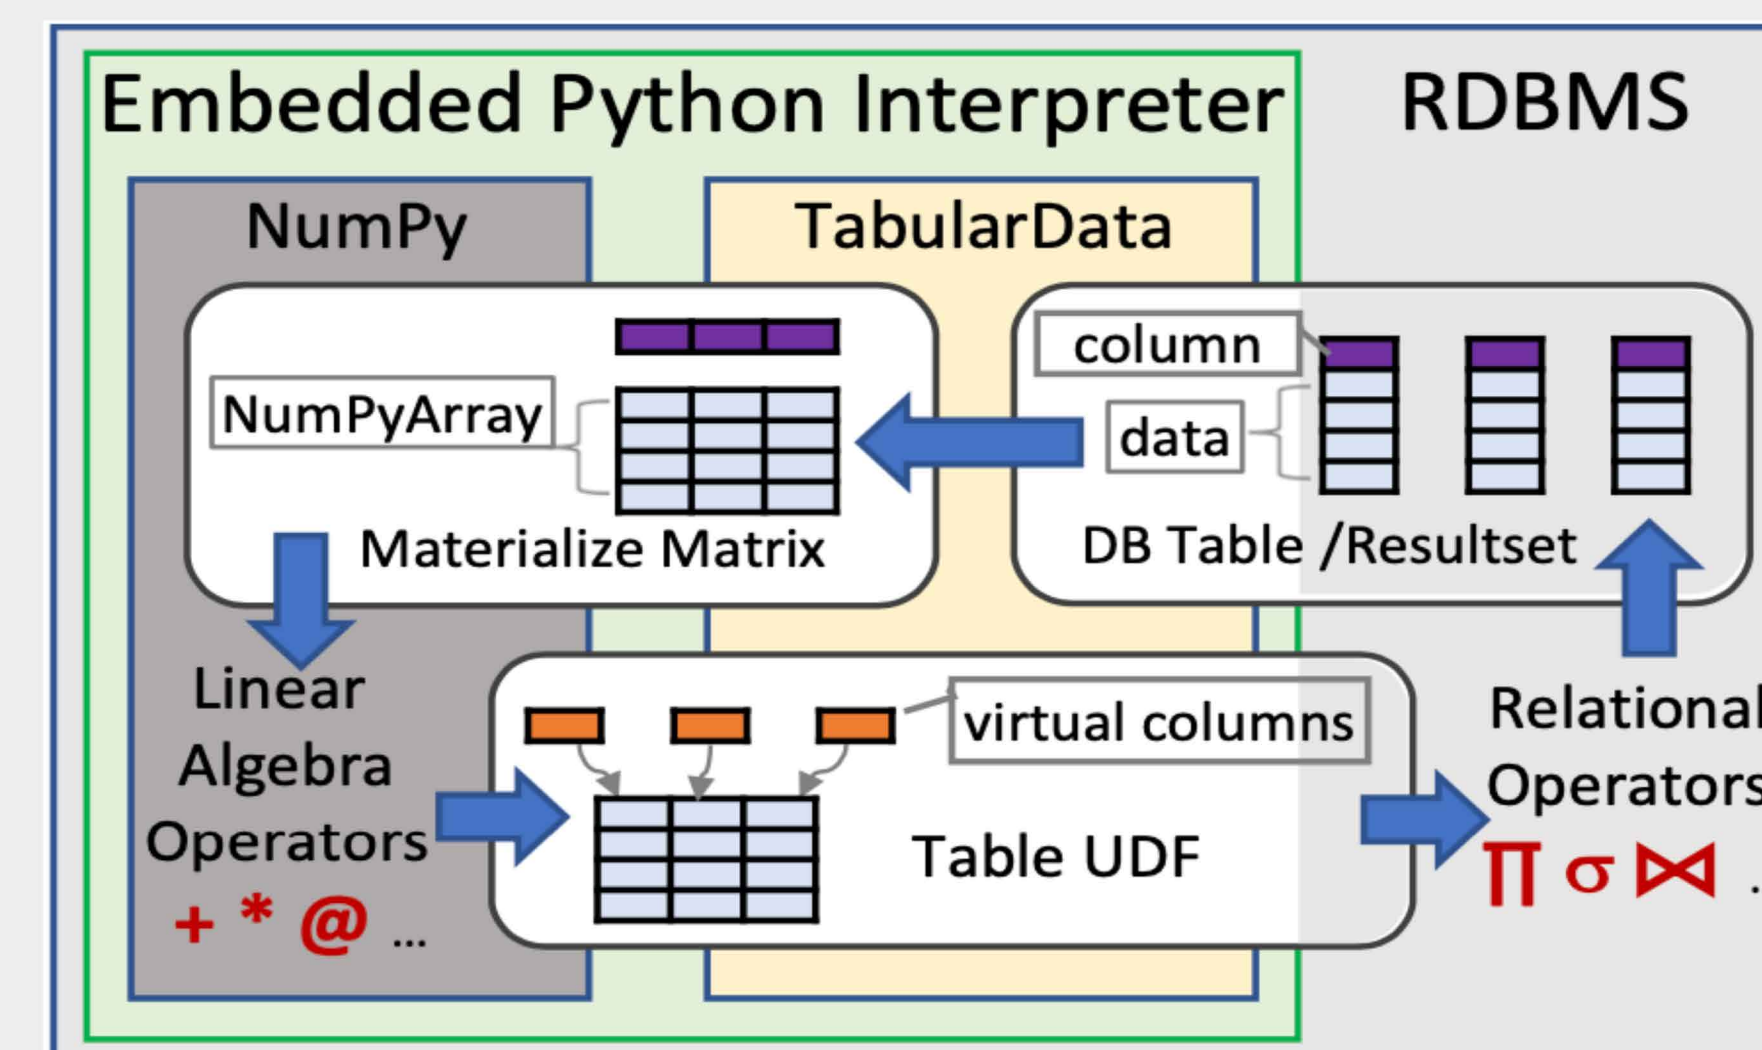 Embedded Python Interpreter
RDBMS
NumPy
TabularData
column
NumPyArray
data
Materialize Matrix
DB Table /Resultset
Linear
Algebra
Operators
+ * @ ...
virtual columns
Table UDF
Relational
Operators
∏ σ ⋈ .